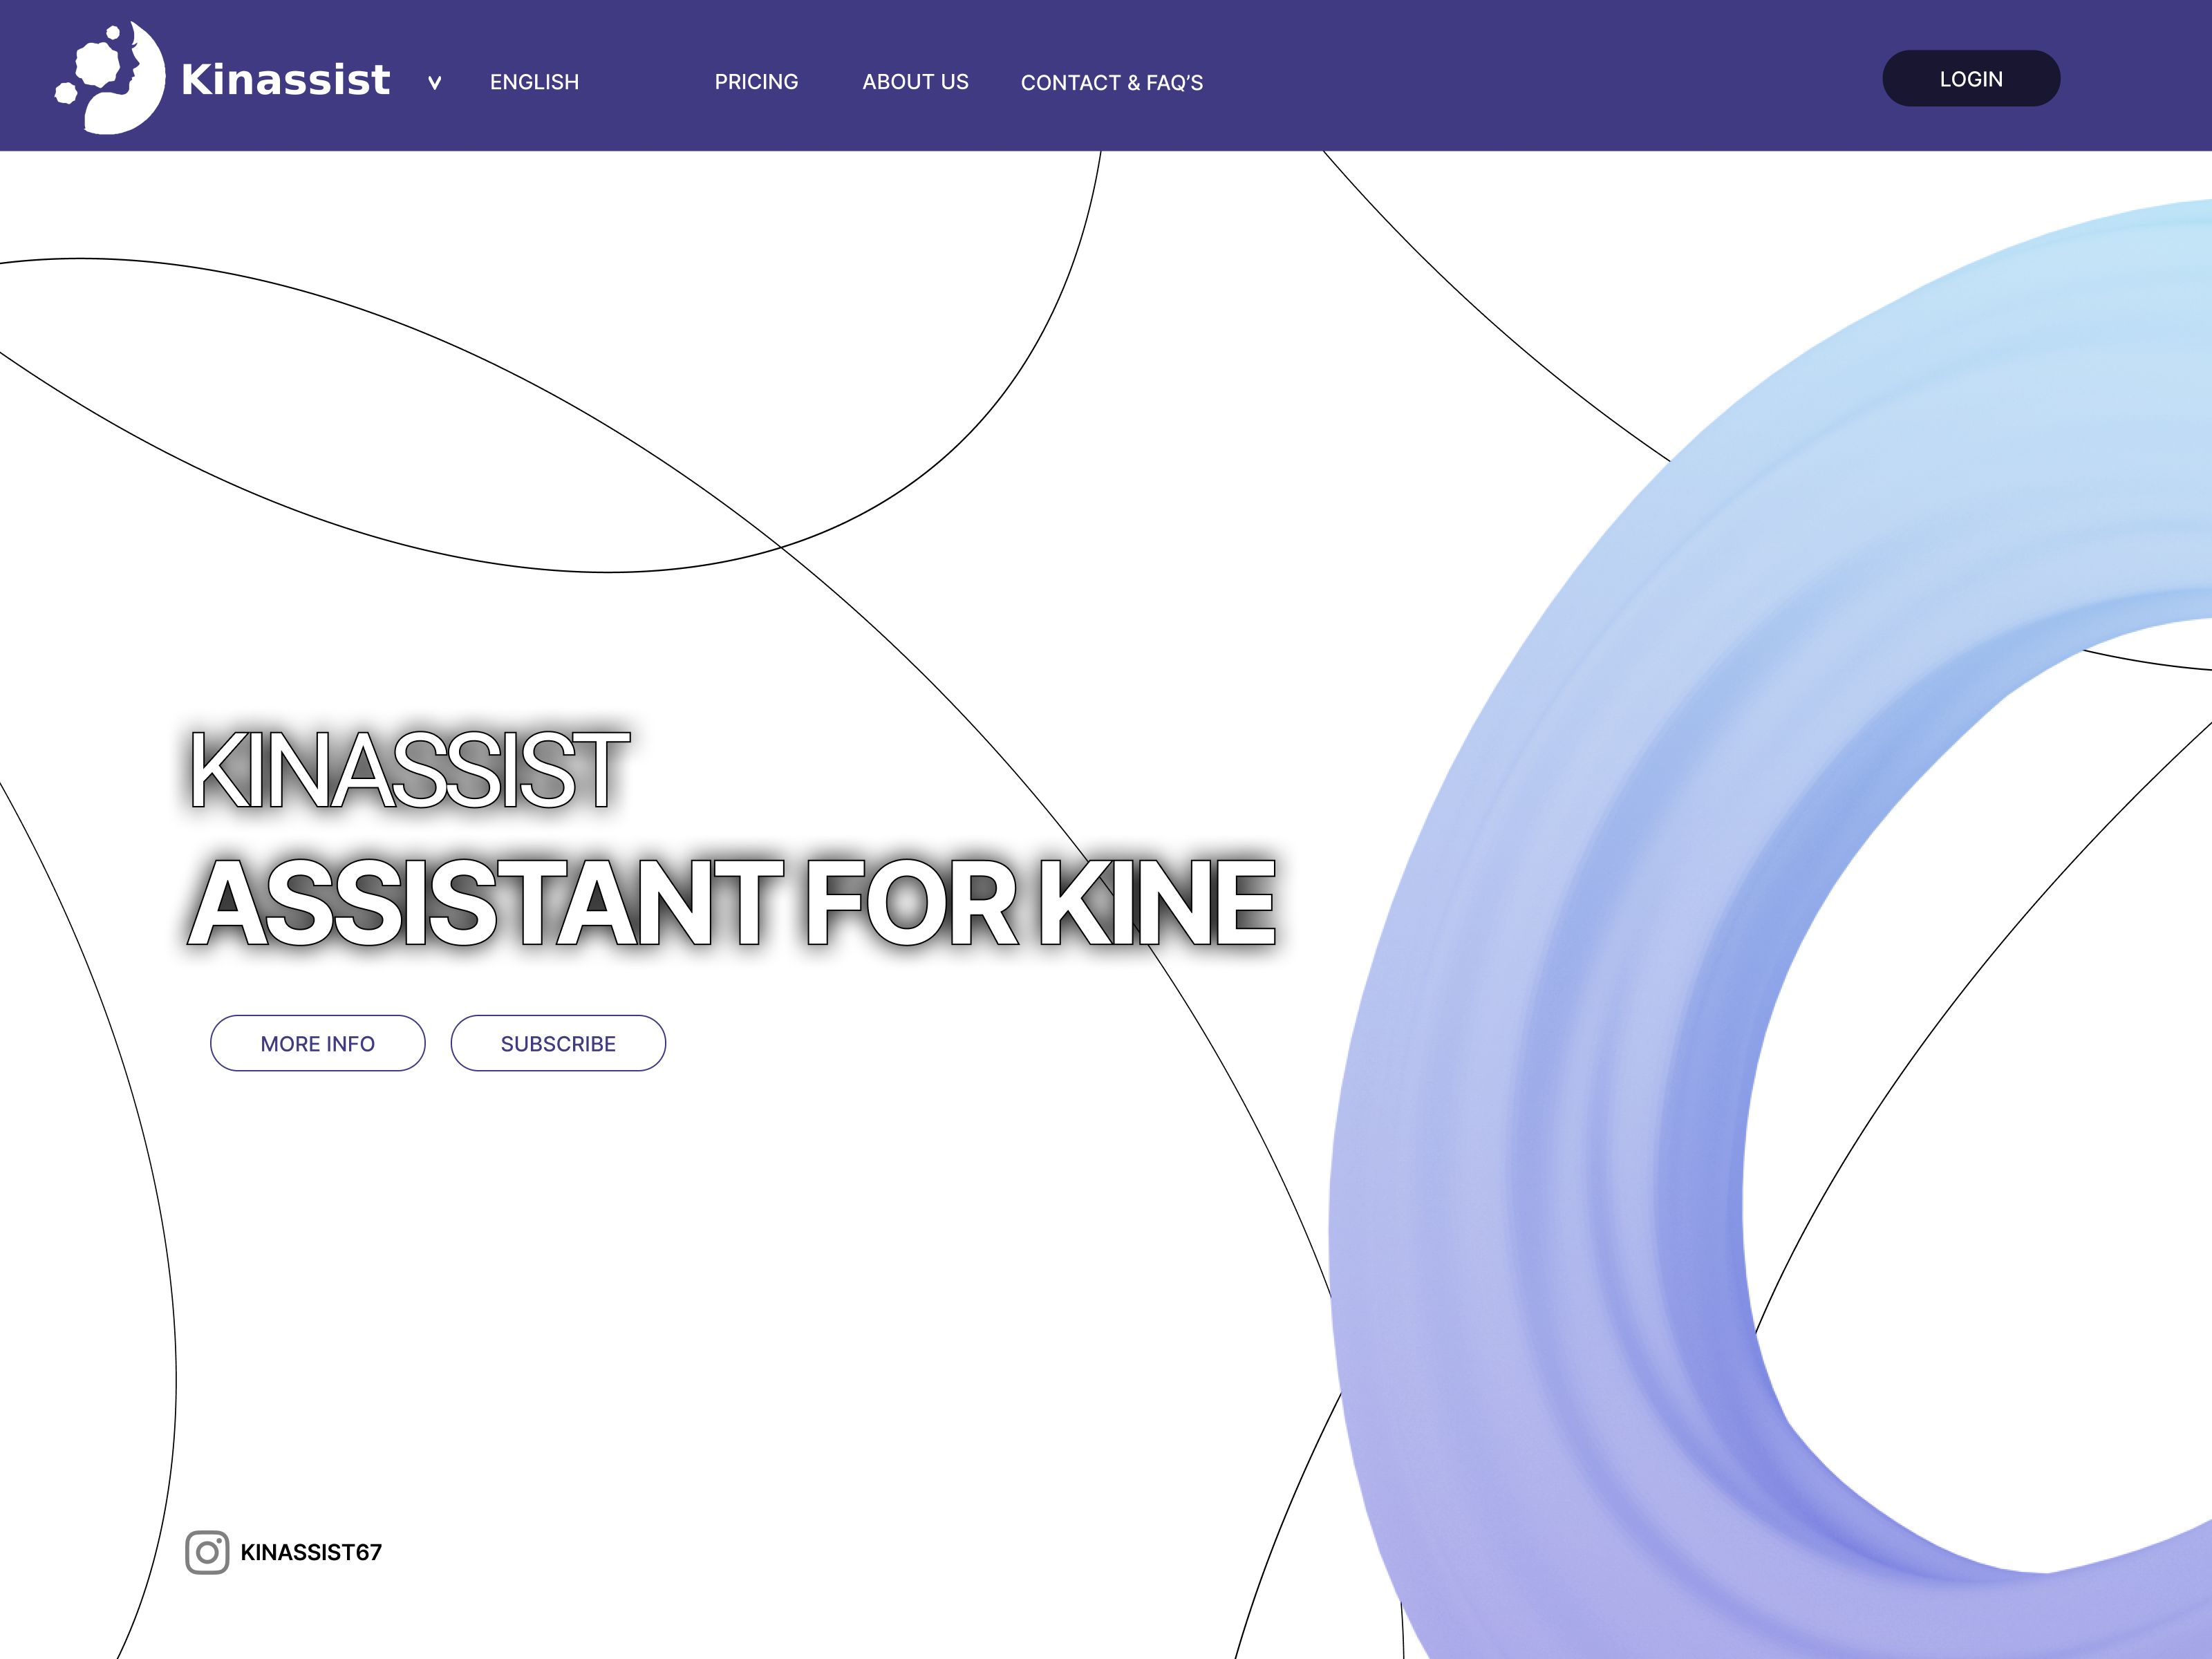 Kinassist
ENGLISH
PRICING
ABOUT US
CONTACT & FAQ’S
LOGIN
KINASSIST
ASSISTANT FOR KINE
MORE INFO
SUBSCRIBE
KINASSIST67